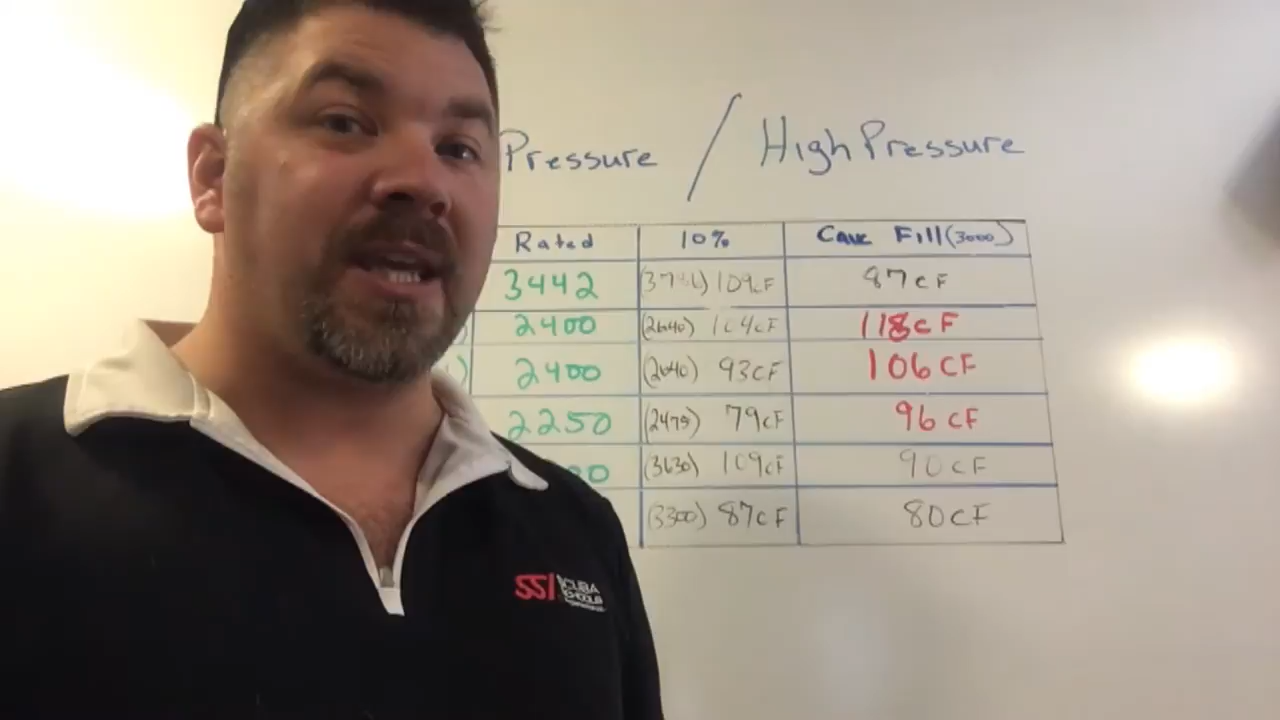 Pressure / High Pressure
Rated 10% Cave Fill (3000)
3442 109cF 87cF
2400 (2640) 104cF 118cF
2400 (2640) 93cF 106CF
2250 (2475) 79cF 96 cF
(3630) 109cF 90cF
(3300) 87cF 80cF
SSI SCUBA
SCHOOLS